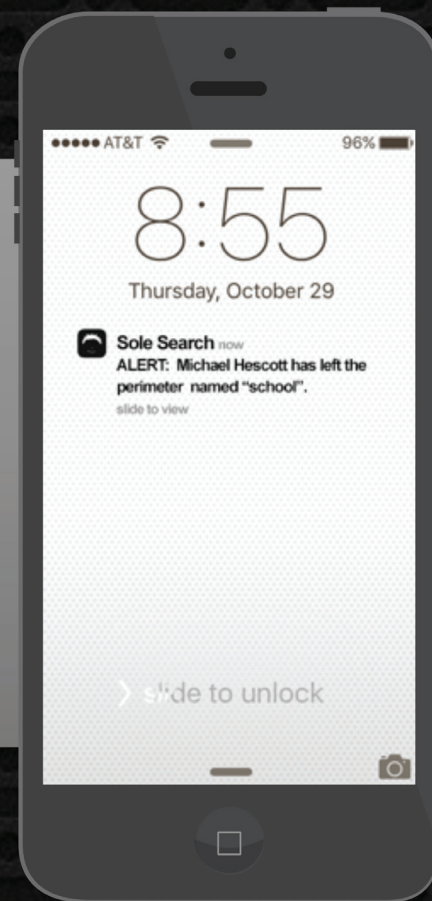 AT&T 96%
8:55
Thursday, October 29
Sole Search now
ALERT: Michael Hescott has left the
perimeter named “school”.
slide to view
slide to unlock